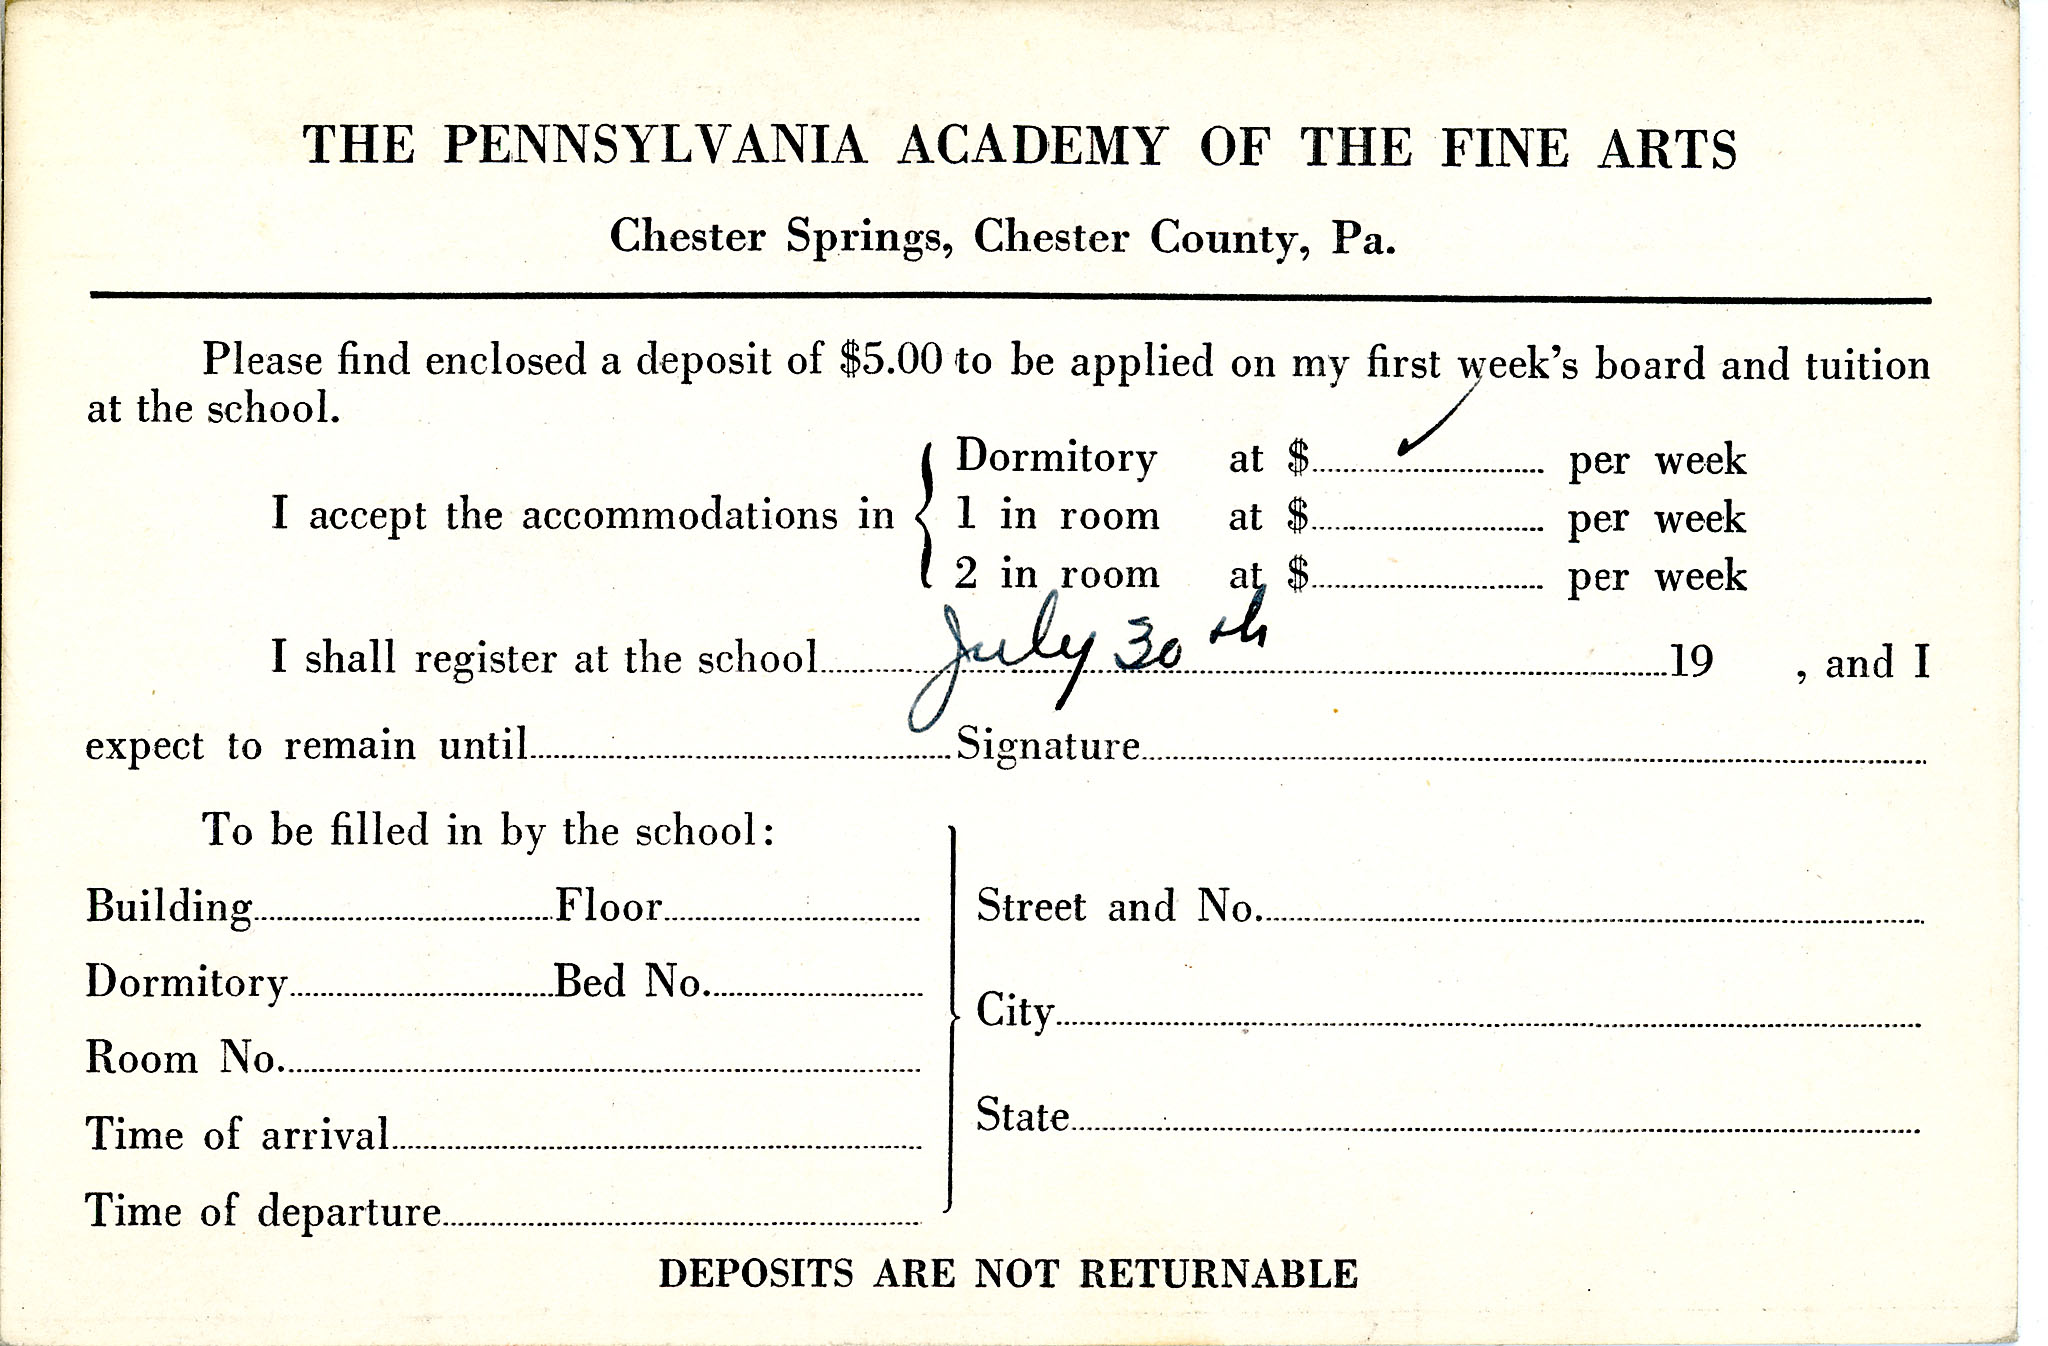 THE PENNSYLVANIA ACADEMY OF THE FINE ARTS
Chester Springs, Chester County, Pa.
Please find enclosed a deposit of $5.00 to be applied on my first week's board and tuition
at the school.
Dormitory at $ ✓ per week
I accept the accommodations in { 1 in room at $ per week
2 in room at $ per week
I shall register at the school July 30th 19 , and I
expect to remain until Signature
To be filled in by the school:
Building Floor
Dormitory Bed No.
Room No.
Time of arrival
Time of departure
Street and No.
City
State
DEPOSITS ARE NOT RETURNABLE